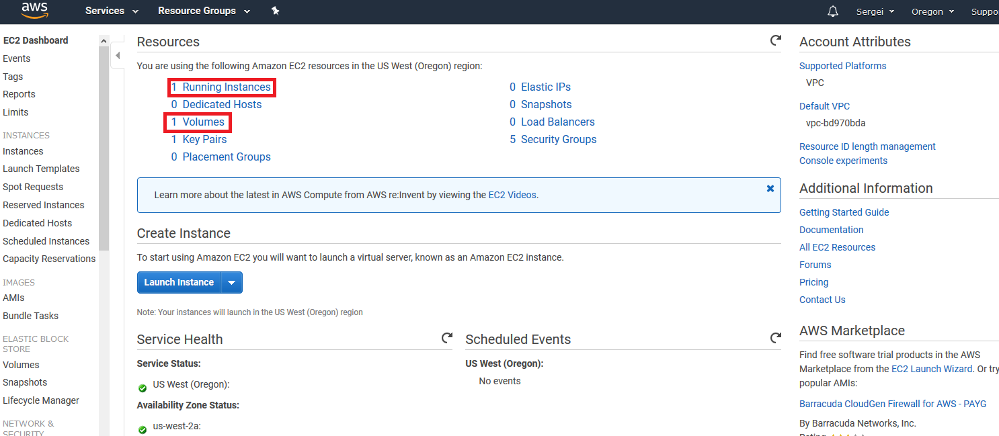 aws
Services
Resource Groups
Sergei
Oregon
Suppo
EC2 Dashboard
Events
Tags
Reports
Limits
INSTANCES
Instances
Launch Templates
Spot Requests
Reserved Instances
Dedicated Hosts
Scheduled Instances
Capacity Reservations
IMAGES
AMIs
Bundle Tasks
ELASTIC BLOCK
STORE
Volumes
Snapshots
Lifecycle Manager
NETWORK &
SECURITY
Resources
You are using the following Amazon EC2 resources in the US West (Oregon) region:
1 Running Instances
0 Dedicated Hosts
1 Volumes
1 Key Pairs
0 Placement Groups
0 Elastic IPs
0 Snapshots
0 Load Balancers
5 Security Groups
Learn more about the latest in AWS Compute from AWS re:Invent by viewing the EC2 Videos.
Create Instance
To start using Amazon EC2 you will want to launch a virtual server, known as an Amazon EC2 instance.
Launch Instance
Note: Your instances will launch in the US West (Oregon) region
Service Health
Service Status:
US West (Oregon):
Availability Zone Status:
us-west-2a:
Scheduled Events
US West (Oregon):
No events
Account Attributes
Supported Platforms
VPC
Default VPC
vpc-bd970bda
Resource ID length management
Console experiments
Additional Information
Getting Started Guide
Documentation
All EC2 Resources
Forums
Pricing
Contact Us
AWS Marketplace
Find free software trial products in the AWS
Marketplace from the EC2 Launch Wizard. Or try
popular AMIs:
Barracuda CloudGen Firewall for AWS - PAYG
By Barracuda Networks, Inc.
Rating